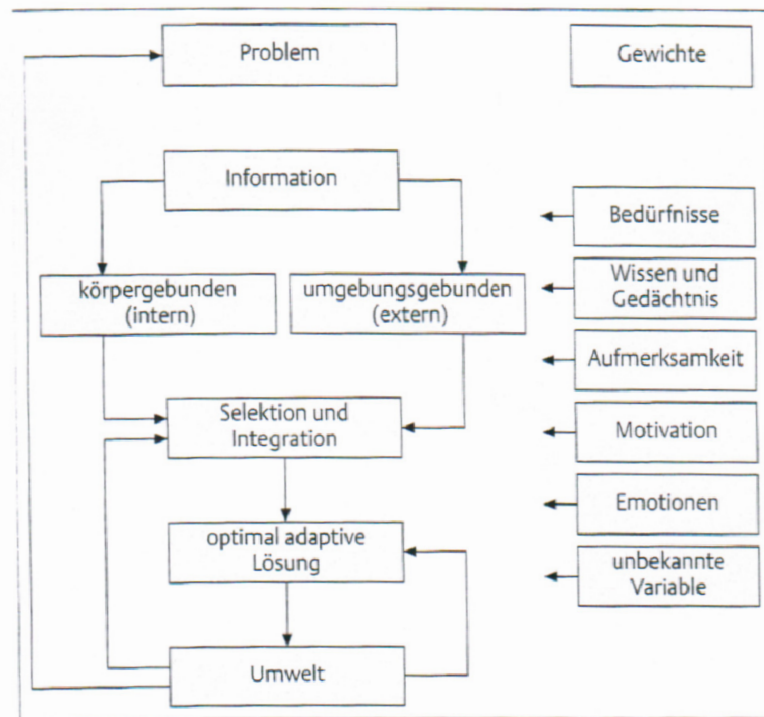 Problem
Gewichte
Information
körpergebunden
(intern)
umgebungsgebunden
(extern)
Selektion und
Integration
optimal adaptive
Lösung
Umwelt
Bedürfnisse
Wissen und
Gedächtnis
Aufmerksamkeit
Motivation
Emotionen
unbekannte
Variable